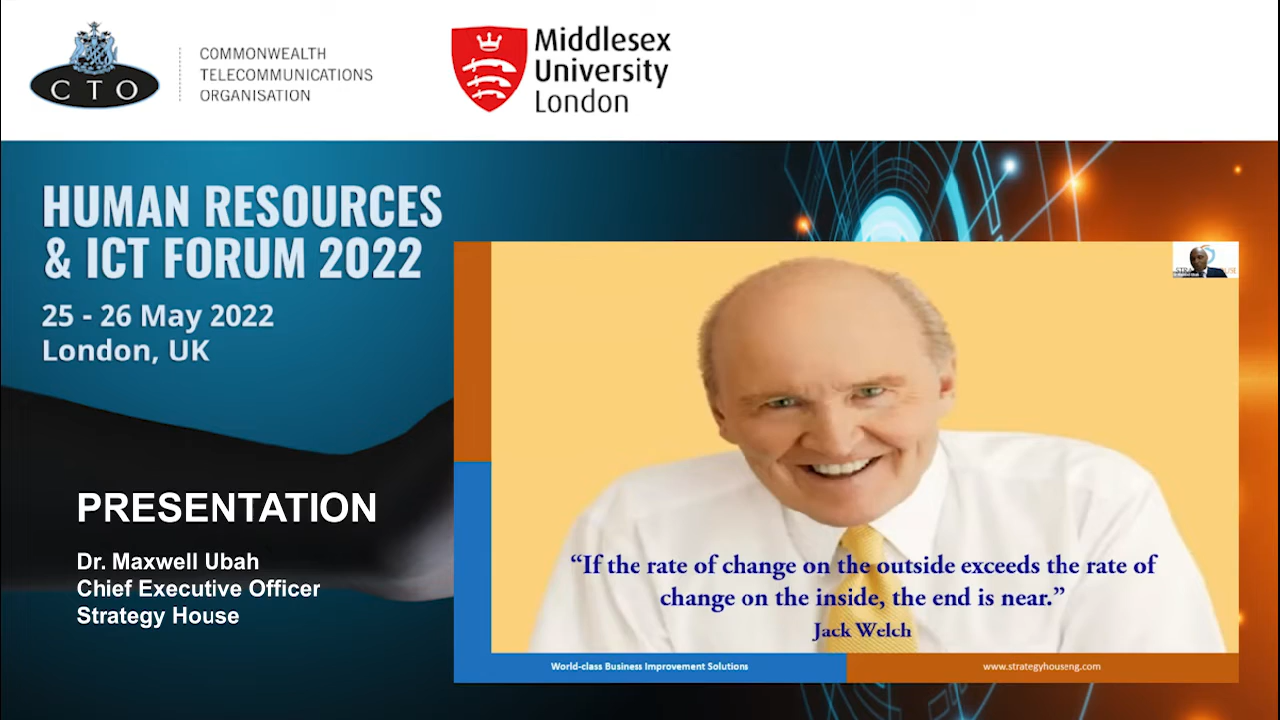 CTO
COMMONWEALTH
TELECOMMUNICATIONS
ORGANISATION
Middlesex
University
London
HUMAN RESOURCES
& ICT FORUM 2022
25 - 26 May 2022
London, UK
PRESENTATION
Dr. Maxwell Ubah
Chief Executive Officer
Strategy House
“If the rate of change on the outside exceeds the rate of
change on the inside, the end is near.”
Jack Welch
World-class Business Improvement Solutions
www.strategyhouseng.com